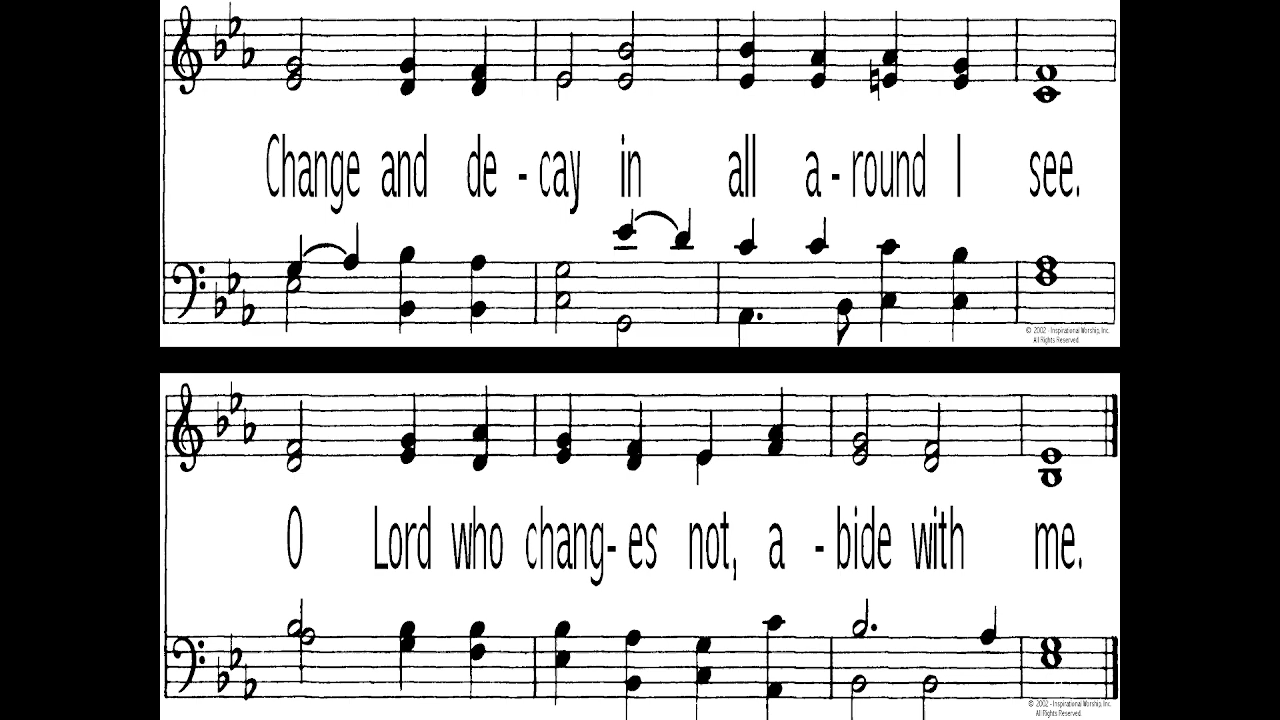 Change and de - cay in all a - round I see.
© 2002 - Inspirational Worship, Inc.
All Rights Reserved.
O Lord who chang- es not, a - bide with me.
© 2002 - Inspirational Worship, Inc.
All Rights Reserved.